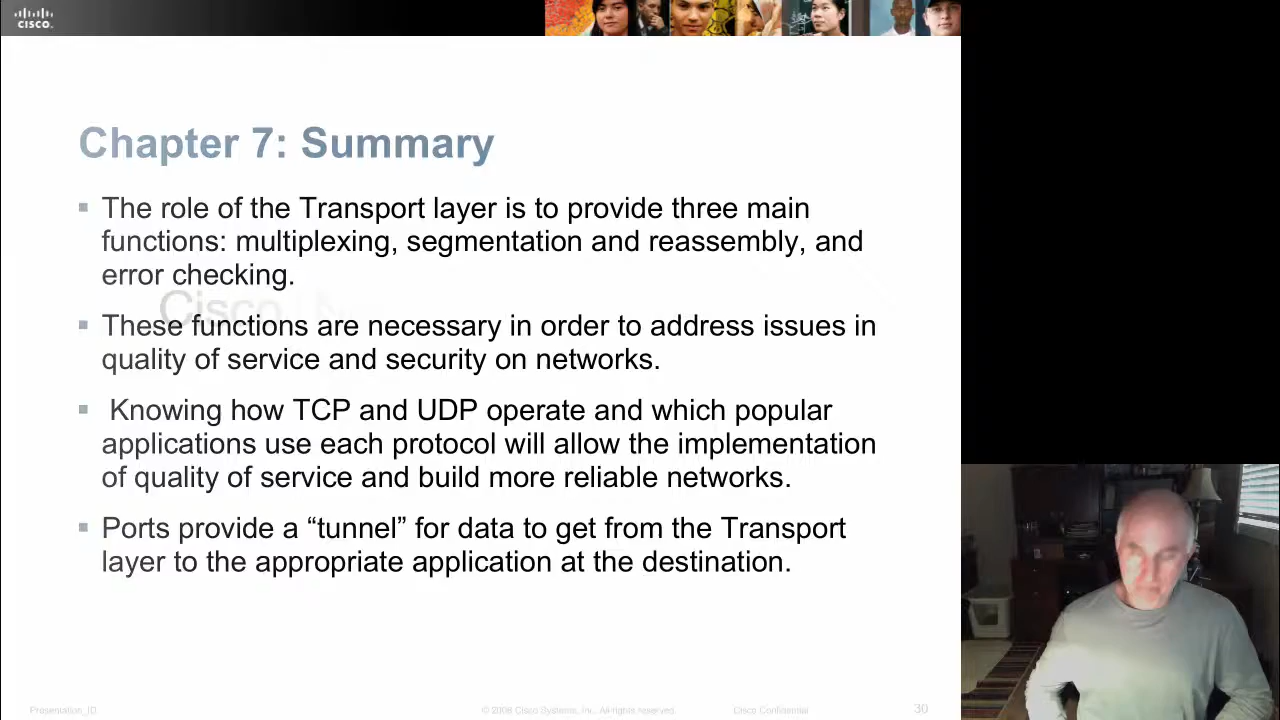 CISCO
Chapter 7: Summary
The role of the Transport layer is to provide three main
functions: multiplexing, segmentation and reassembly, and
error checking.
Cisco
These functions are necessary in order to address issues in
quality of service and security on networks.
Knowing how TCP and UDP operate and which popular
applications use each protocol will allow the implementation
of quality of service and build more reliable networks.
Ports provide a “tunnel” for data to get from the Transport
layer to the appropriate application at the destination.
Presentation_ID
© 2008 Cisco Systems, Inc. All rights reserved.
Cisco Confidential
30